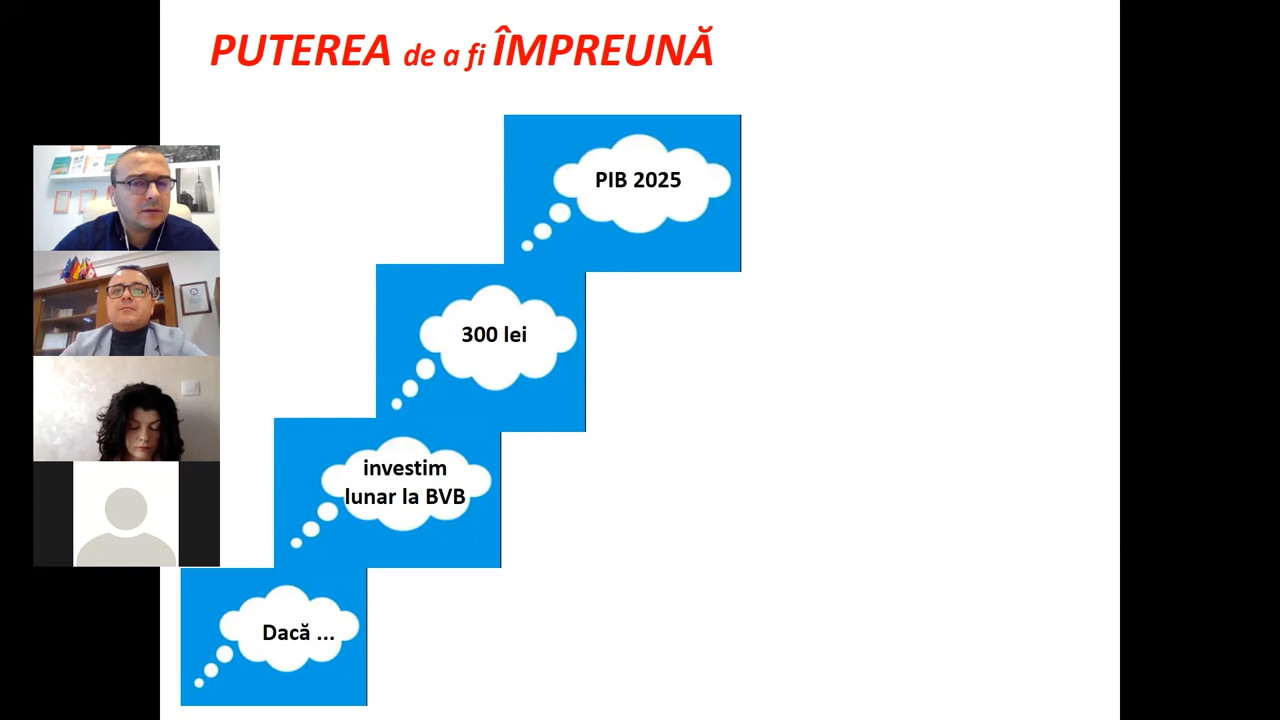 PUTEREA de a fi ÎMPREUNĂ
PIB 2025
300 lei
investim
lunar la BVB
Dacă ...